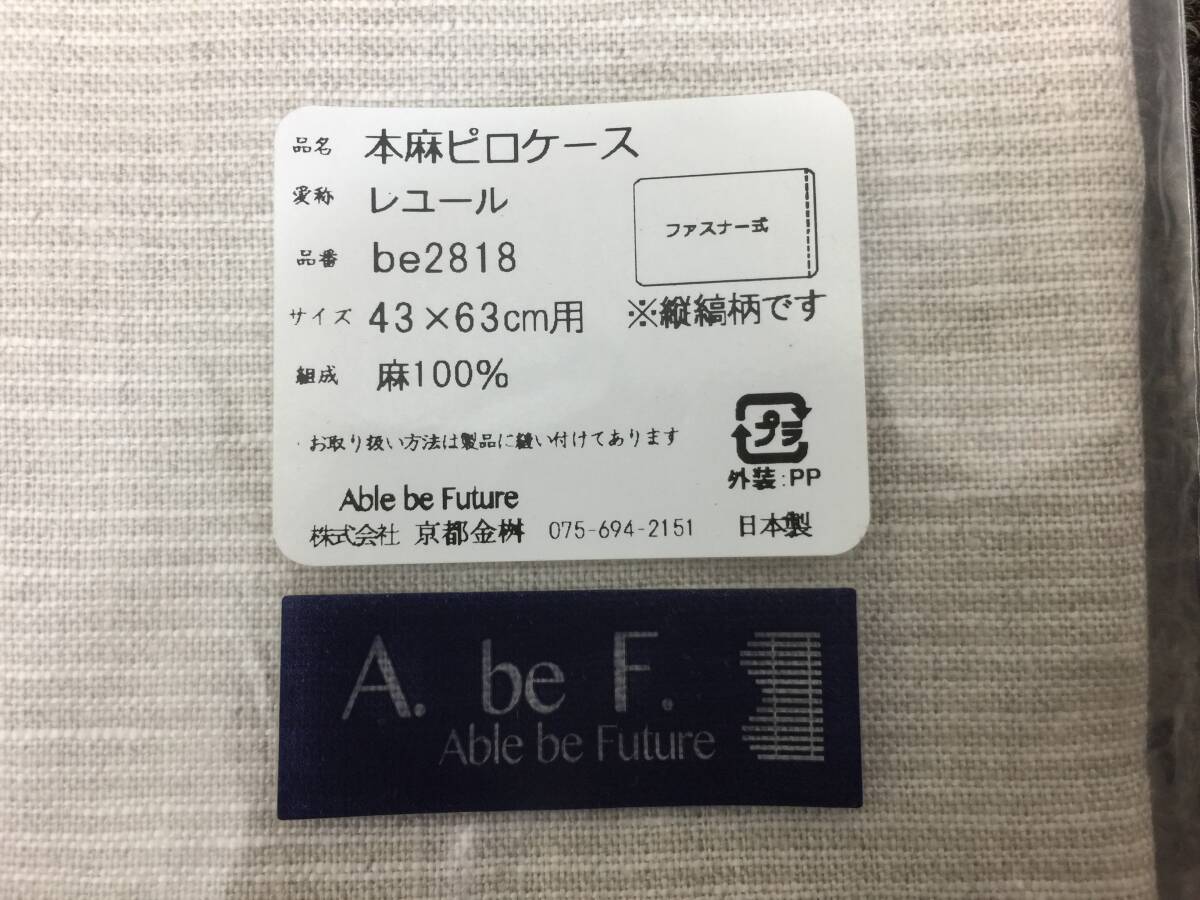 品名 本麻ピロケース
愛称 レユール
ファスナー式
品番 be2818
サイズ 43×63cm用 ※縦縞柄です
組成 麻100%
お取り扱い方法は製品に縫い付けてあります
プラ
外装:PP
Able be Future
株式会社 京都金桝 075-694-2151 日本製
A. be F.
Able be Future